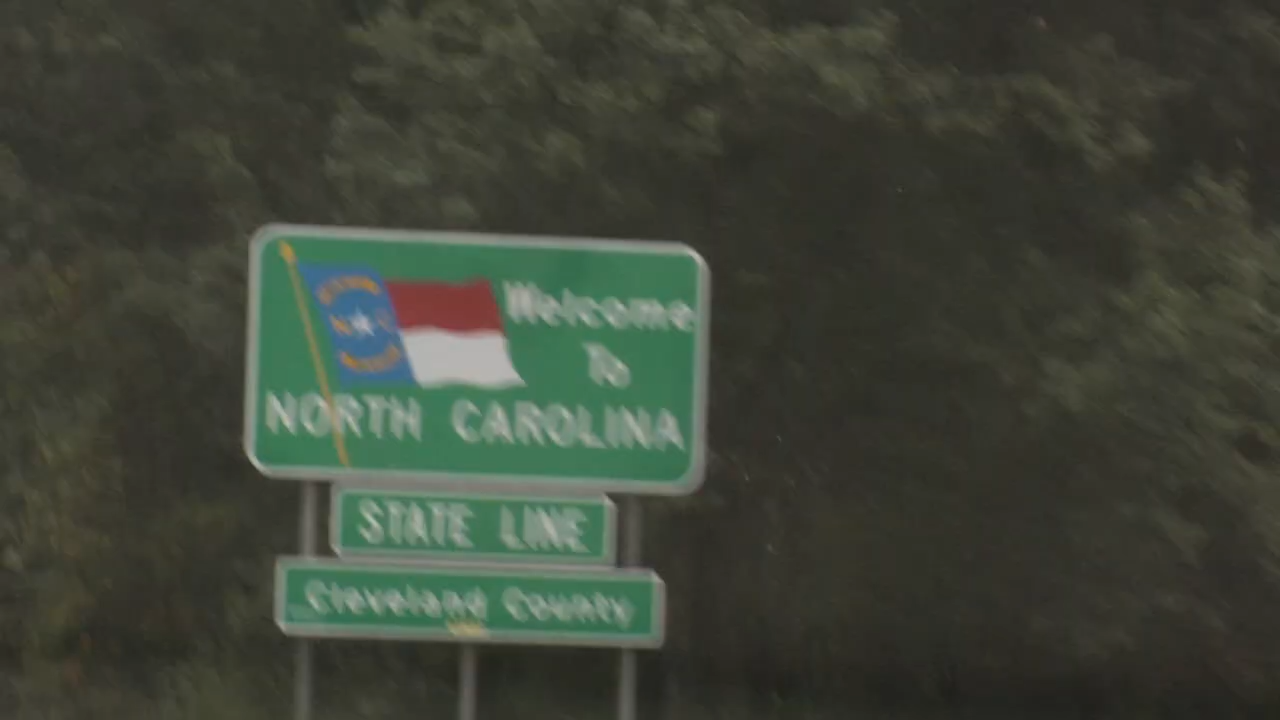 Welcome
To
NORTH CAROLINA
STATE LINE
Cleveland County